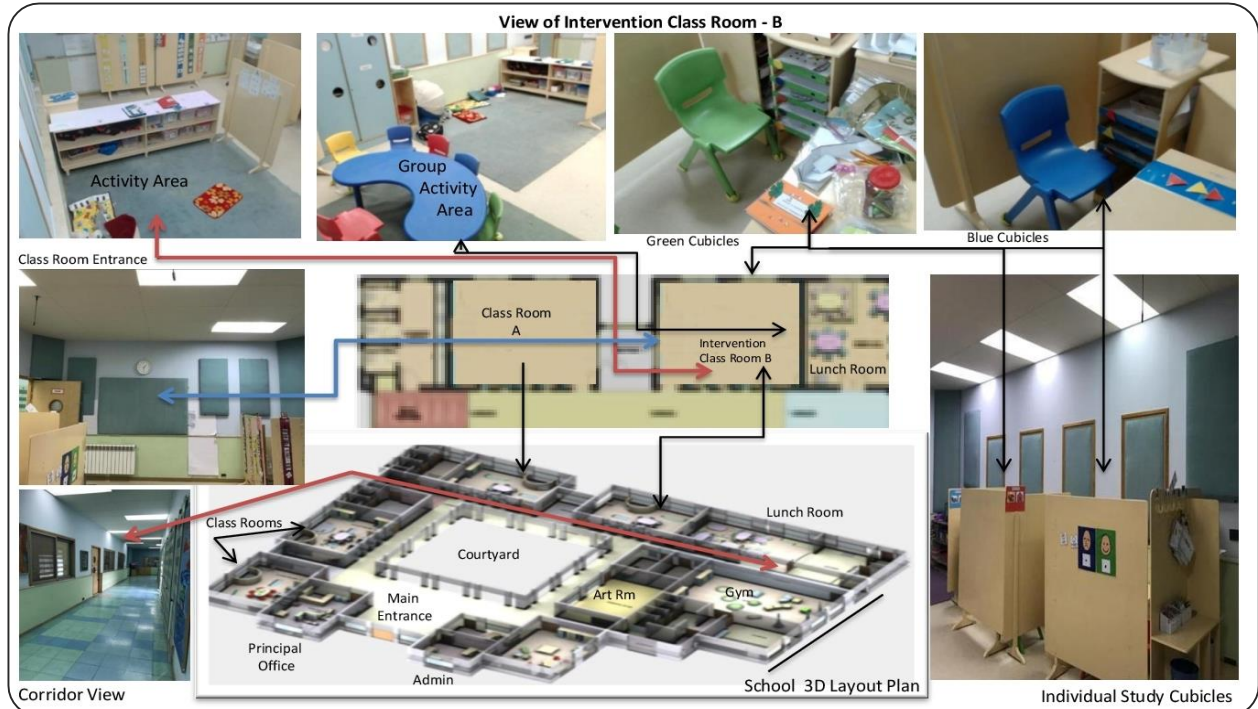 View of Intervention Class Room - B
Activity Area
Group
Activity
Area
Class Room Entrance
Green Cubicles
Blue Cubicles
Class Room
A
Intervention
Class Room B
Lunch Room
Class Rooms
Lunch Room
Courtyard
Art Rm
Gym
Main
Entrance
Principal
Office
Admin
School 3D Layout Plan
Corridor View
Individual Study Cubicles